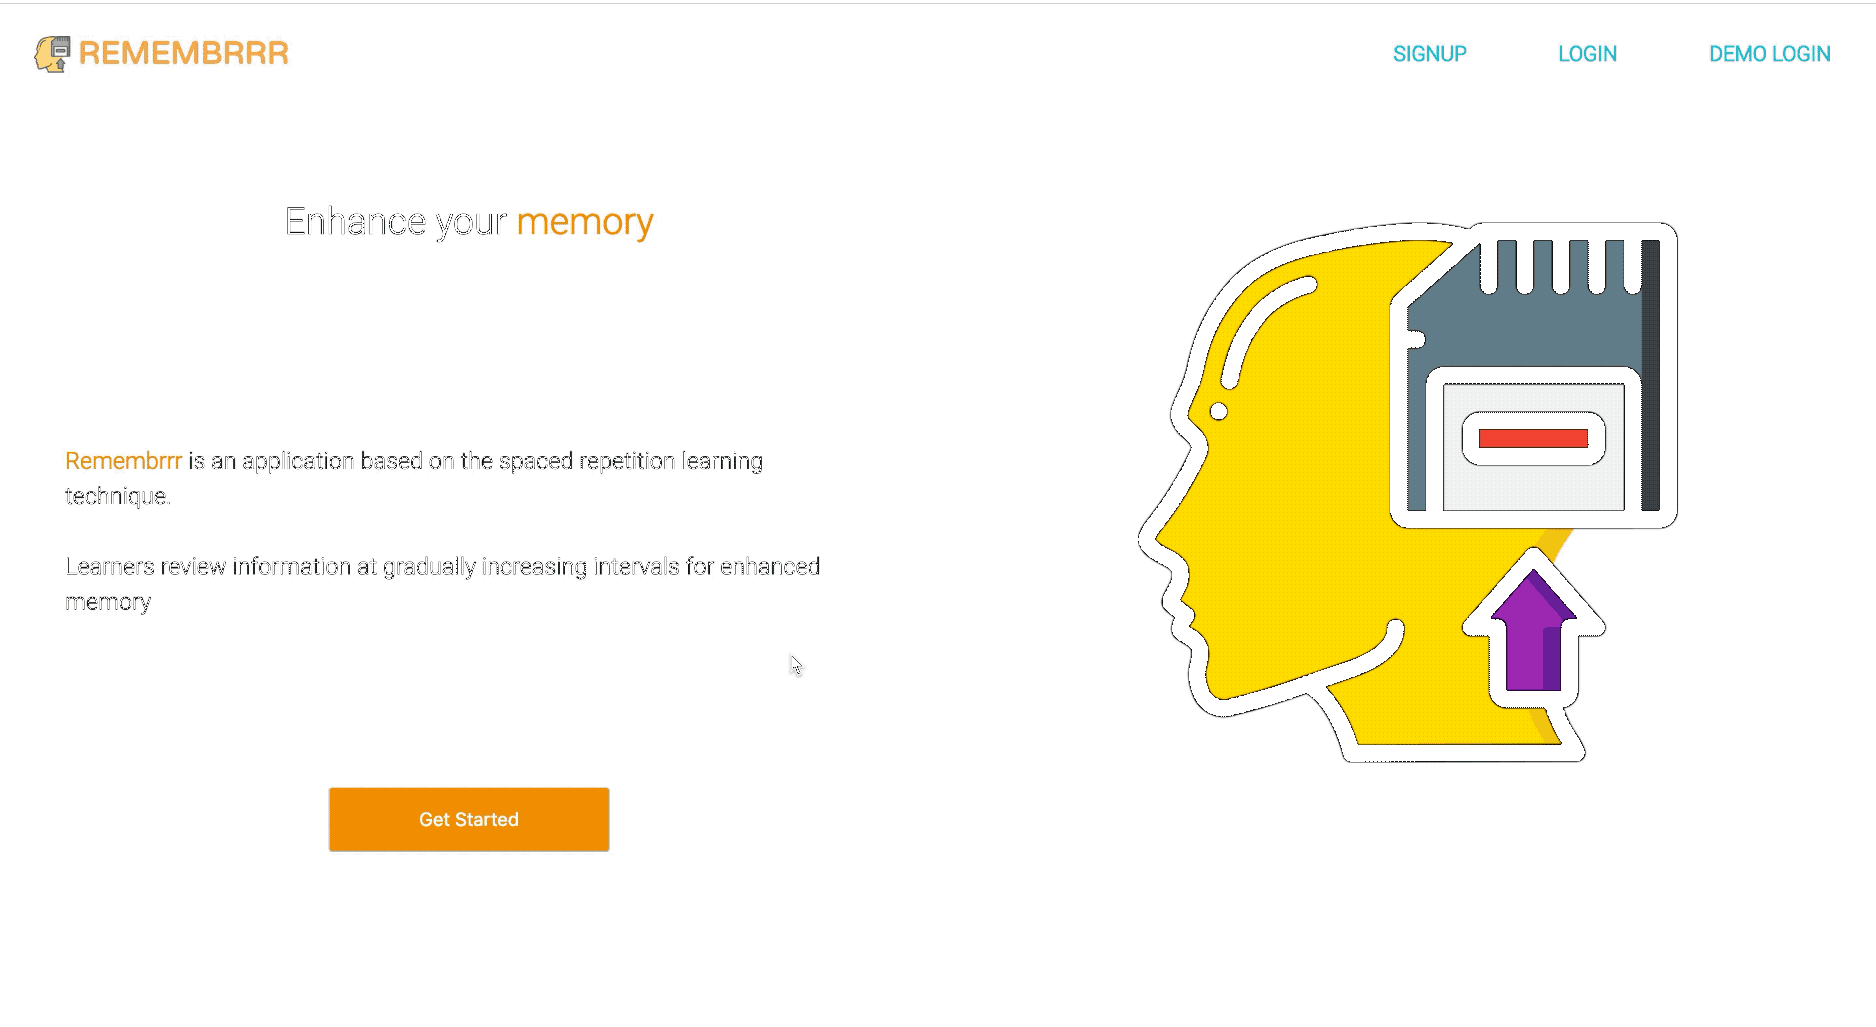 REMEMBRRR
SIGNUP
LOGIN
DEMO LOGIN
Enhance your memory
Remembrrr is an application based on the spaced repetition learning
technique.
Learners review information at gradually increasing intervals for enhanced
memory
Get Started